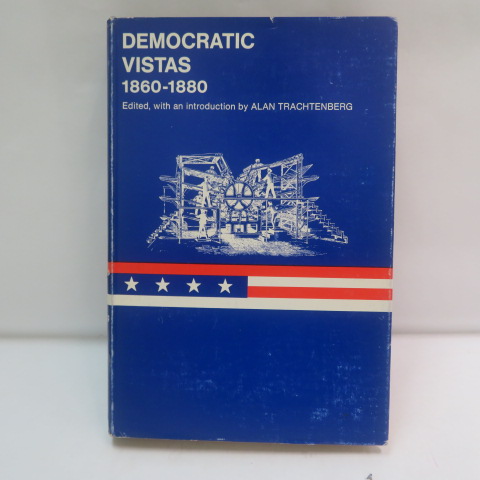 DEMOCRATIC
VISTAS
1860-1880
Edited, with an introduction by ALAN TRACHTENBERG